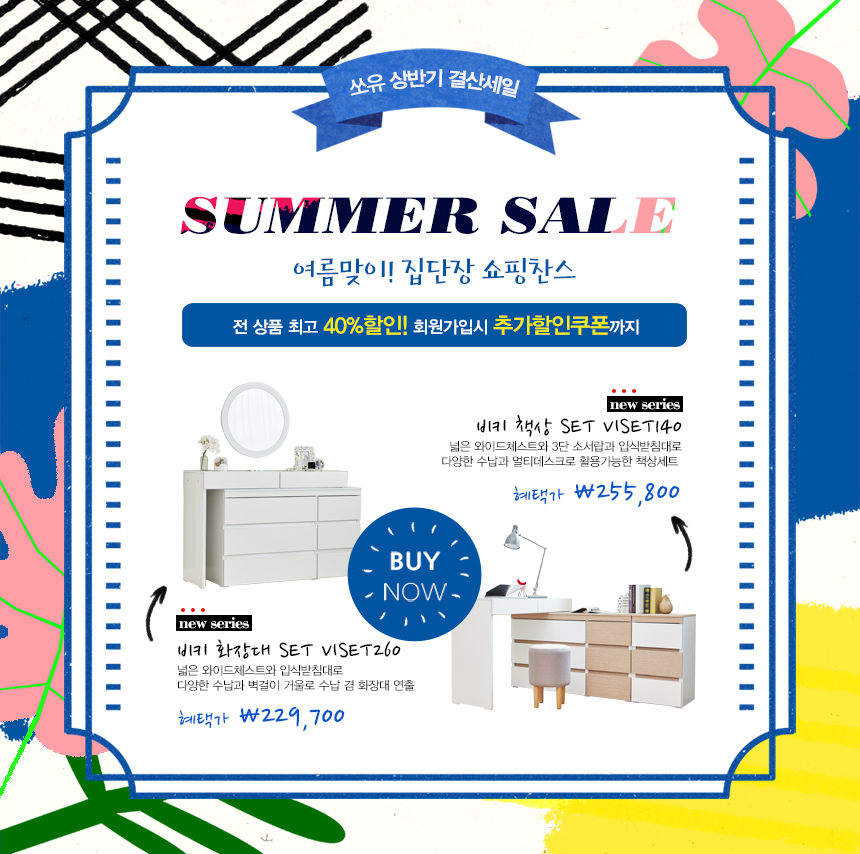 쏘유 상반기 결산세일
SUMMER SALE
여름맞이! 집단장 쇼핑찬스
전 상품 최고 40%할인! 회원가입시 추가할인쿠폰까지
new series
비키 책상 SET VISET140
넓은 와이드체스트와 3단 소서랍과 입식받침대로
다양한 수납과 멀티데스크로 활용가능한 책상세트
혜택가 ₩255,800
BUY
NOW
new series
비키 화장대 SET VISET260
넓은 와이드체스트와 입식받침대로
다양한 수납과 벽걸이 거울로 수납 겸 화장대 연출
혜택가 ₩229,700